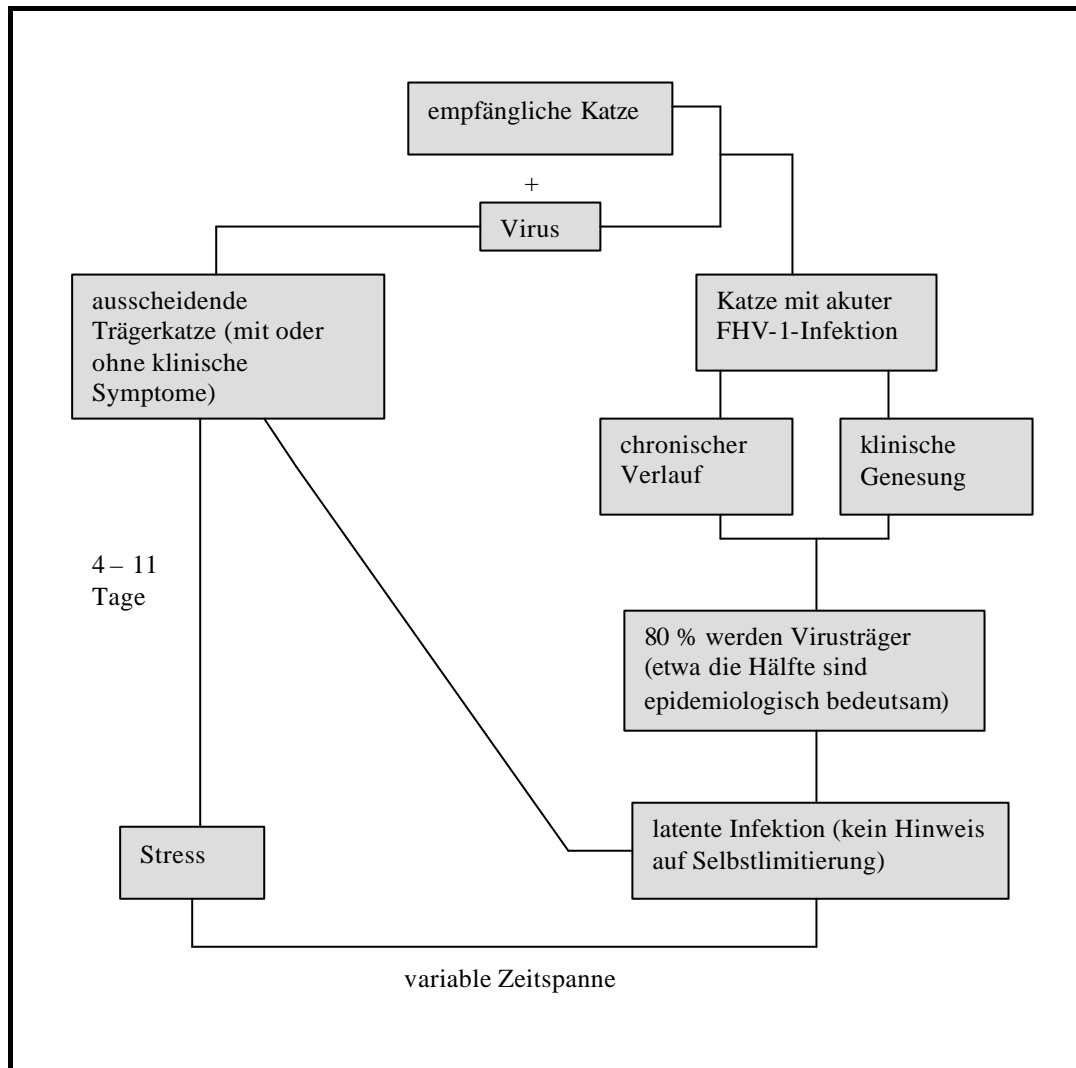 empfängliche Katze
+
Virus
ausscheidende
Trägerkatze (mit oder
ohne klinische
Symptome)
Katze mit akuter
FHV-1-Infektion
chronischer
Verlauf
klinische
Genesung
4 – 11
Tage
80 % werden Virusträger
(etwa die Hälfte sind
epidemiologisch bedeutsam)
Stress
latente Infektion (kein Hinweis
auf Selbstlimitierung)
variable Zeitspanne